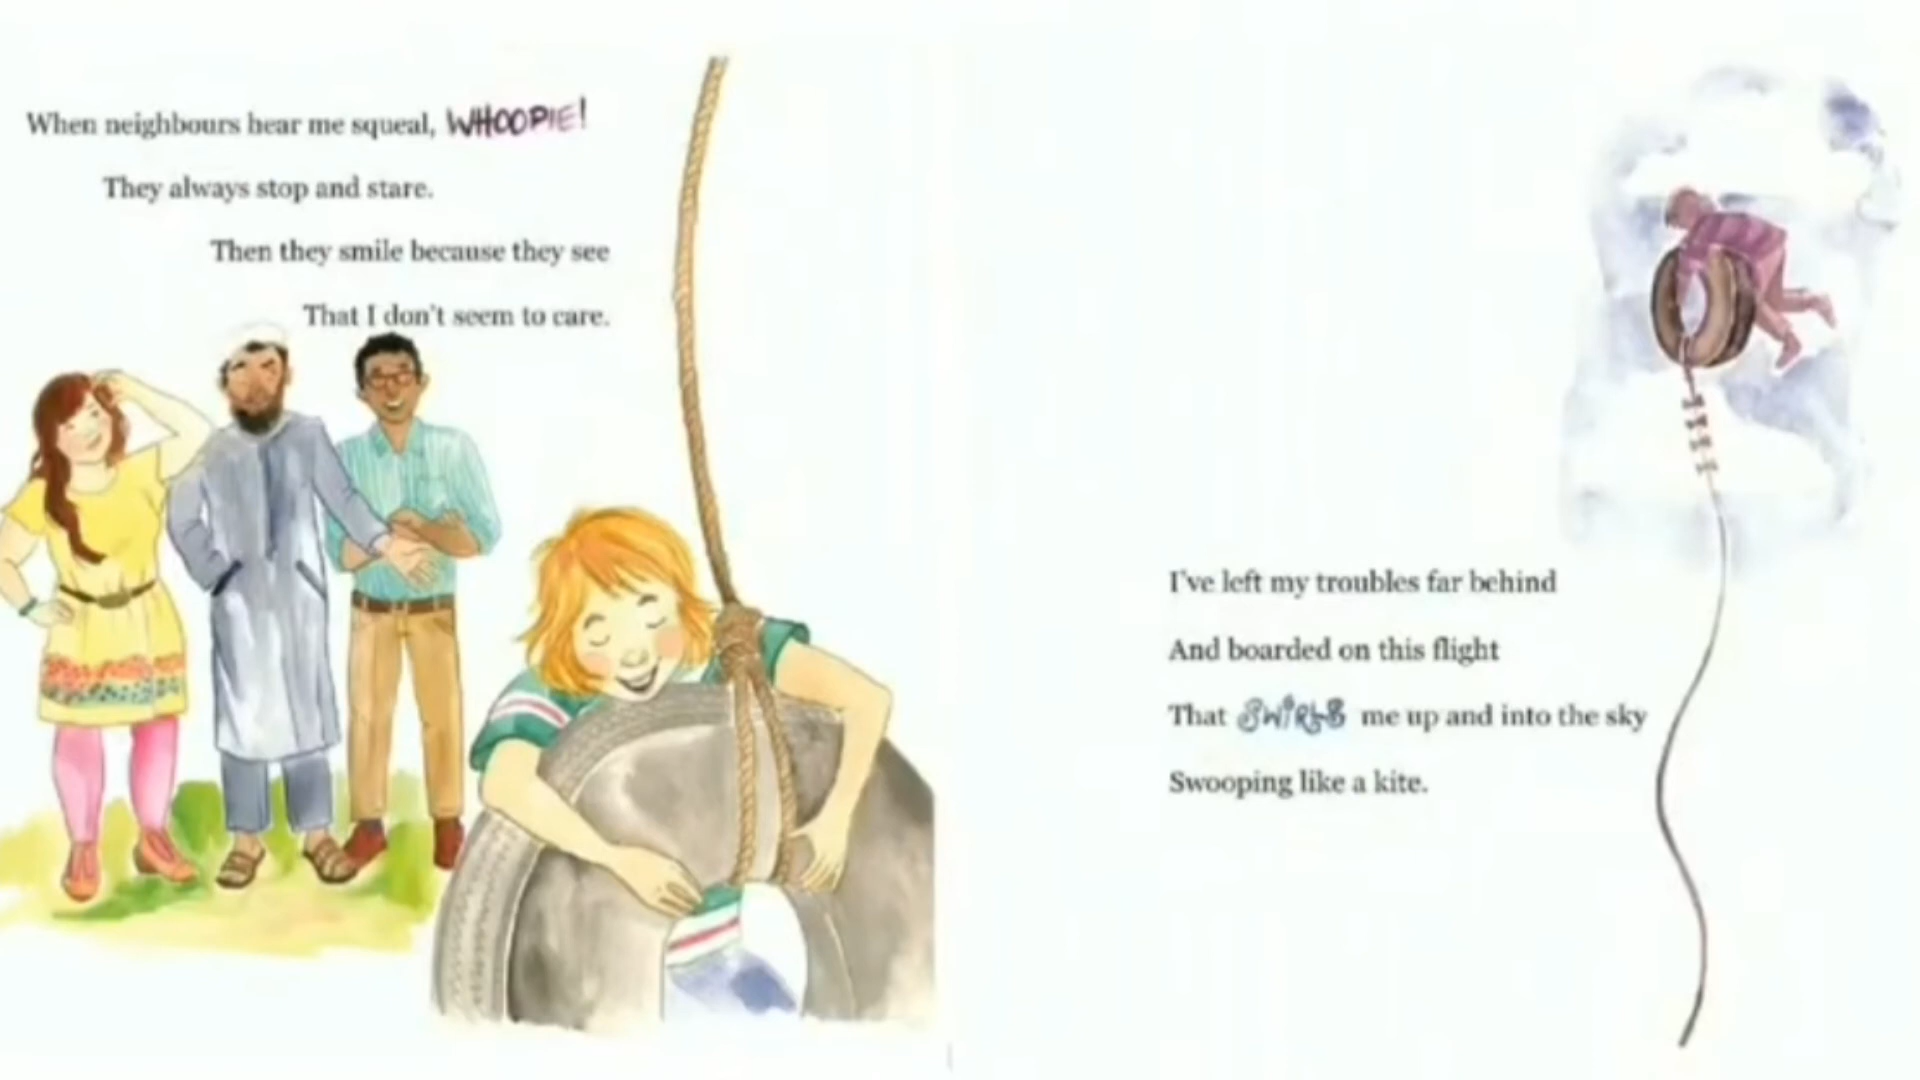 When neighbours hear me squeal, WHOOPIE!
They always stop and stare.
Then they smile because they see
That I don't seem to care.
I've left my troubles far behind
And boarded on this flight
That SWIRLS me up and into the sky
Swooping like a kite.